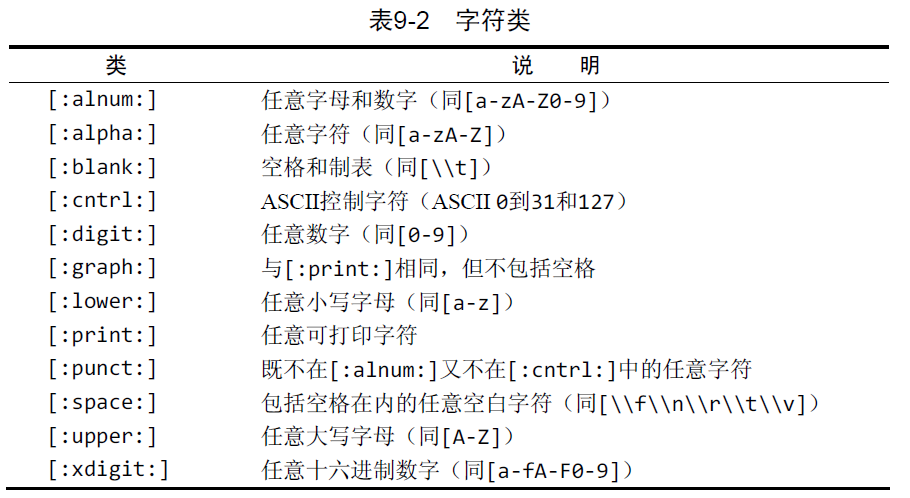 表9-2 字符类
类 说 明
[:alnum:] 任意字母和数字（同[a-zA-Z0-9]）
[:alpha:] 任意字符（同[a-zA-Z]）
[:blank:] 空格和制表（同[\\t]）
[:cntrl:] ASCII控制字符（ASCII 0到31和127）
[:digit:] 任意数字（同[0-9]）
[:graph:] 与[:print:]相同，但不包括空格
[:lower:] 任意小写字母（同[a-z]）
[:print:] 任意可打印字符
[:punct:] 既不在[:alnum:]又不在[:cntrl:]中的任意字符
[:space:] 包括空格在内的任意空白字符（同[\\f\\n\\r\\t\\v]）
[:upper:] 任意大写字母（同[A-Z]）
[:xdigit:] 任意十六进制数字（同[a-fA-F0-9]）